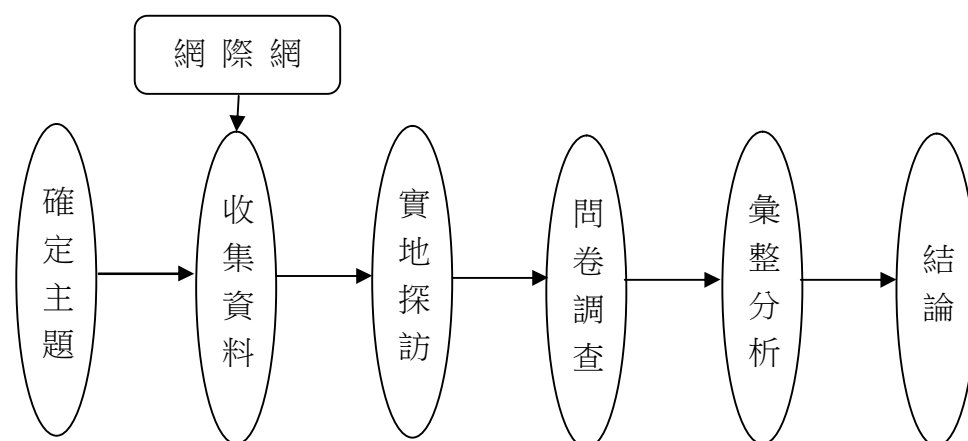 網際網
確定主題
收集資料
實地探訪
問卷調查
彙整分析
結論